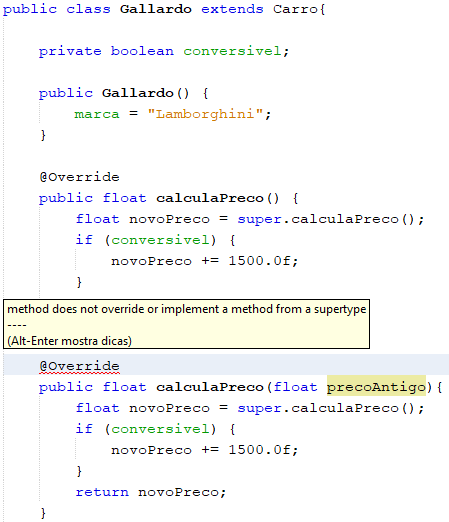 public class Gallardo extends Carro{
private boolean conversivel;
public Gallardo() {
marca = "Lamborghini";
}
@Override
public float calculaPreco() {
float novoPreco = super.calculaPreco();
if (conversivel) {
novoPreco += 1500.0f;
}
method does not override or implement a method from a supertype
----
(Alt-Enter mostra dicas)
@Override
public float calculaPreco(float precoAntigo){
float novoPreco = super.calculaPreco();
if (conversivel) {
novoPreco += 1500.0f;
}
return novoPreco;
}